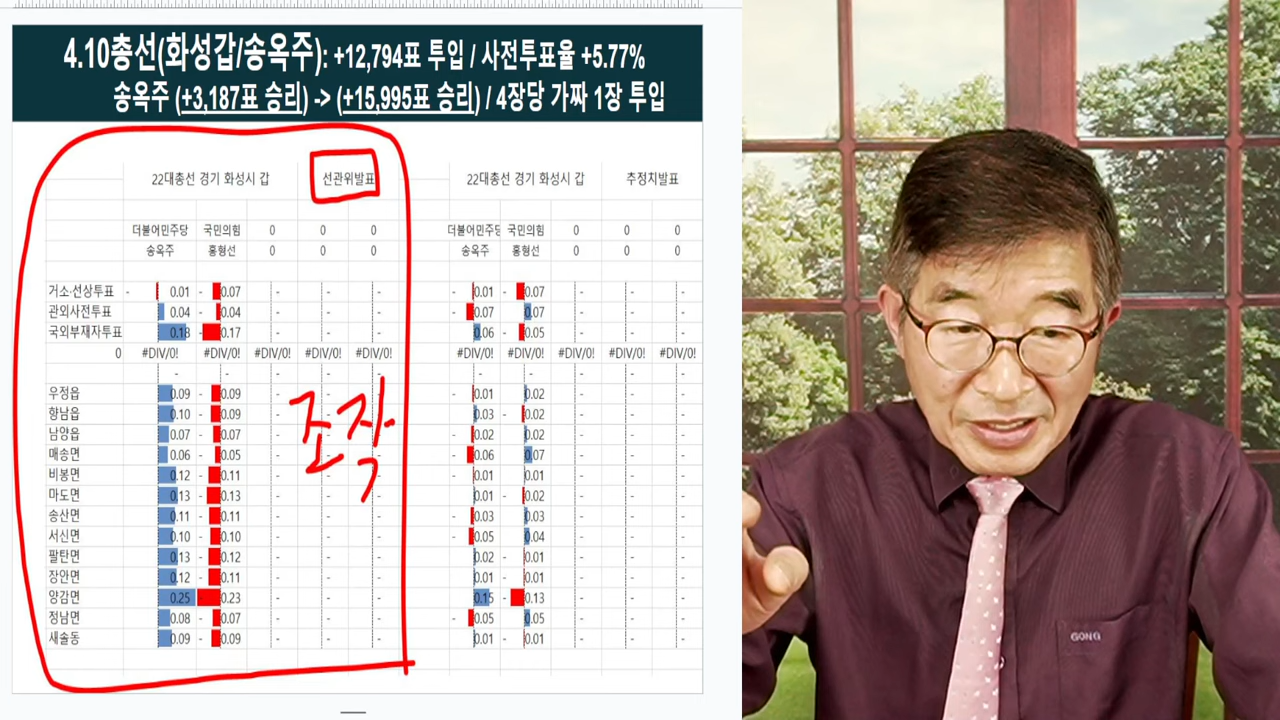 4.10총선(화성갑/송옥주): +12,794표 투입 / 사전투표율 +5.77%
송옥주 (+3,187표 승리) -> (+15,995표 승리) / 4장당 가짜 1장 투입
22대총선 경기 화성시 갑 선관위발표 22대총선 경기 화성시 갑 추정치발표
더불어민주당 국민의힘 0 0 0 더불어민주당 국민의힘 0 0 0
송옥주 홍형선 0 0 0 송옥주 홍형선 0 0 0
거소·선상투표 - 0.01 0.07 - - - 0.01 - 0.07 - - -
관외사전투표 0.04 - 0.04 - - - 0.07 0.07 - - -
국외부재자투표 0.18 - 0.17 - - - 0.06 - 0.05 - - -
0 #DIV/0! #DIV/0! #DIV/0! #DIV/0! #DIV/0! #DIV/0! #DIV/0! #DIV/0! #DIV/0! #DIV/0!
- -
우정읍 0.09 - 0.09 - - - 0.01 0.02 - - -
향남읍 0.10 - 0.09 - - - 0.03 - 0.02 - - -
남양읍 0.07 - 0.07 - - - 0.02 0.02 - - -
매송면 0.06 - 0.05 - - - 0.06 0.07 - - -
비봉면 0.12 - 0.11 - - - 0.01 0.01 - - -
마도면 0.13 - 0.13 - - - 0.01 - 0.02 - - -
송산면 0.11 - 0.11 - - - 0.03 0.03 - - -
서신면 0.10 - 0.10 - - - 0.05 0.04 - - -
팔탄면 0.13 - 0.12 - - - 0.02 - 0.01 - - -
장안면 0.12 - 0.11 - - - 0.01 - 0.01 - - -
양감면 0.25 - 0.23 - - - 0.15 - 0.13 - - -
정남면 0.08 - 0.07 - - - 0.05 0.05 - - -
새솔동 0.09 - 0.09 - - - 0.01 - 0.01 - - -
조작
GONG